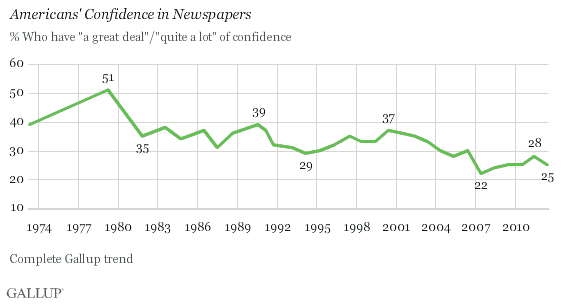 Americans' Confidence in Newspapers
% Who have "a great deal"/"quite a lot" of confidence
60
50
40
30
20
10
51
35
39
29
37
22
28
25
1974 1977 1980 1983 1986 1989 1992 1995 1998 2001 2004 2007 2010
Complete Gallup trend
GALLUP®